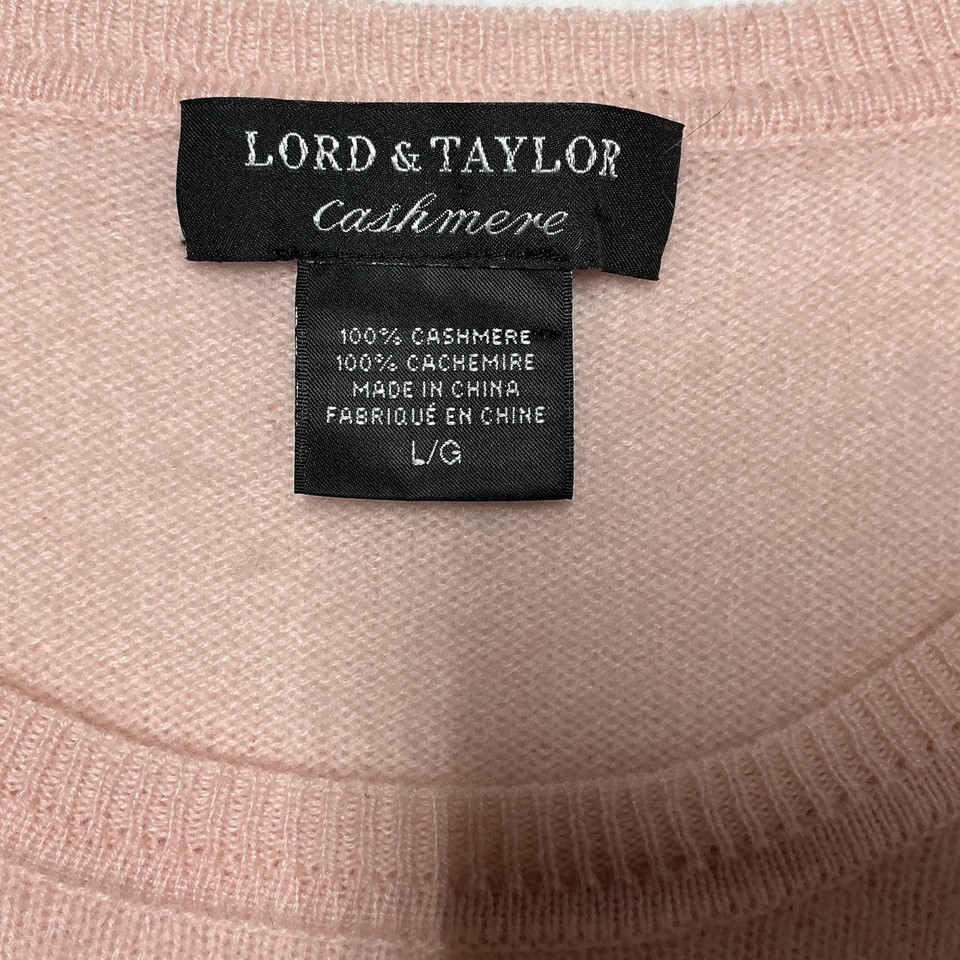 LORD & TAYLOR
cashmere
100% CASHMERE
100% CACHEMIRE
MADE IN CHINA
FABRIQUÉ EN CHINE
L/G